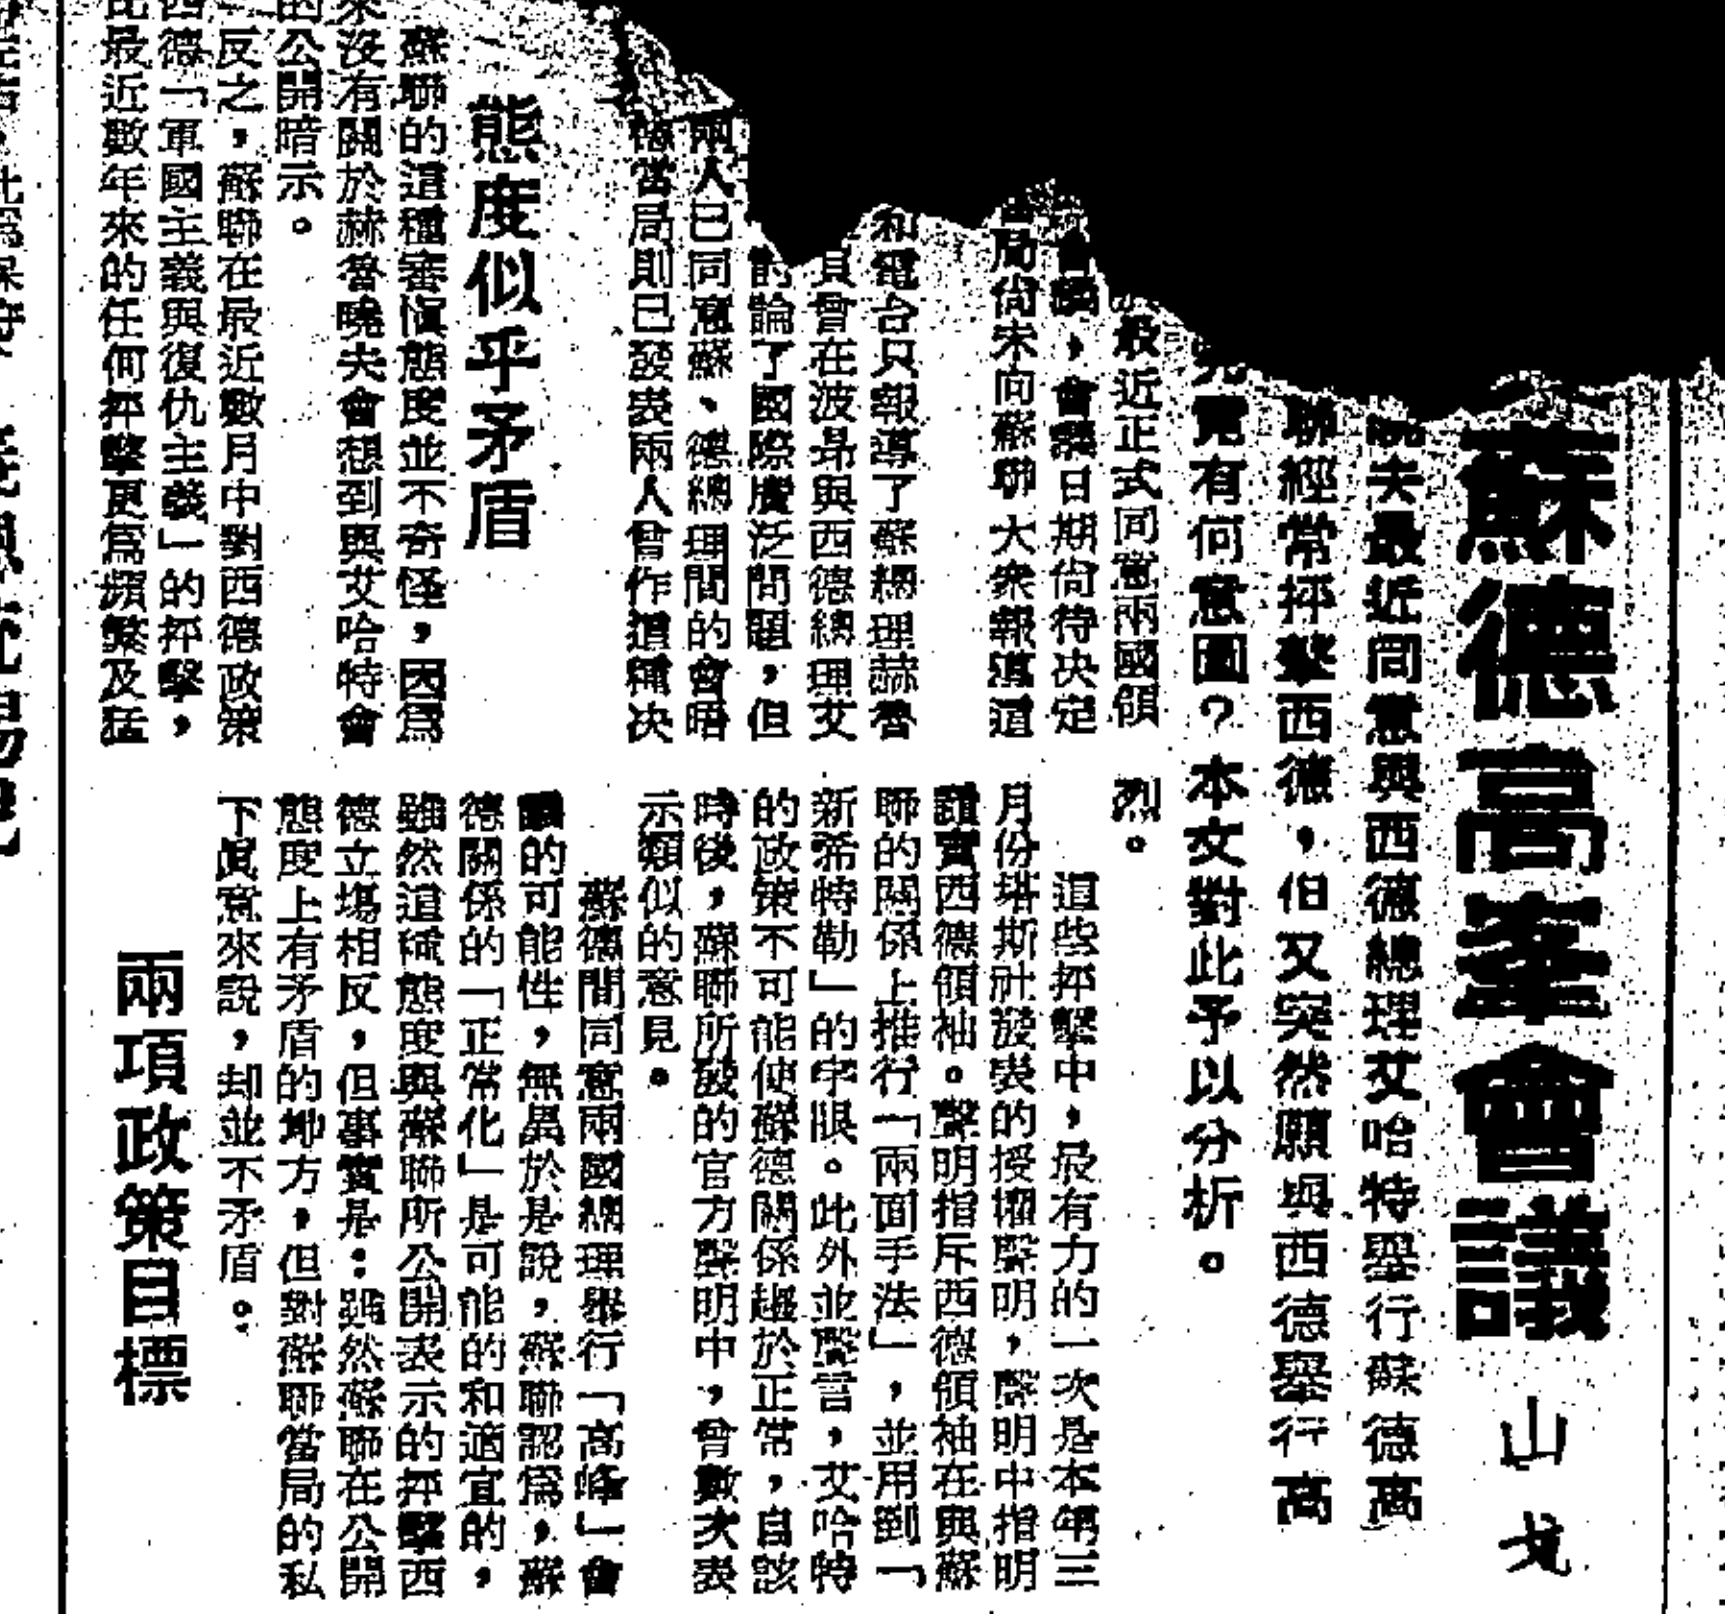 蘇德高峯會議
山戈
曉夫最近同意與西德總理艾哈特舉行蘇德高
聯經常抨擊西德，但又突然願與西德舉行高
究竟有何意圖？本文對此予以分析。
最近正式同意兩國領
，會議日期尚待決定
當局尚未向蘇聯大衆報道這
和電台只報導了蘇總理赫魯
員曾在波昂與西德總理艾
討論了國際廣泛問題，但
兩人已同意蘇、德總理間的會晤
德當局則已發表兩人曾作這種决
態度似乎矛盾
蘇聯的這種審愼態度並不奇怪，因爲
來沒有關於赫魯曉夫會想到與艾哈特會
的公開暗示。
反之，蘇聯在最近數月中對西德政策
西德「軍國主義與復仇主義」的抨擊，
比最近數年來的任何抨擊更爲頻繁及猛
烈。
這些抨擊中，最有力的一次是本年三
月份塔斯社發表的授權聲明，聲明中指明
譴責西德領袖。聲明指斥西德領袖在與蘇
聯的關係上推行「兩面手法」，並用到「
新希特勒」的字眼。此外並聲言，艾哈特
的政策不可能使蘇德關係趨於正常，自該
時後，蘇聯所發的官方聲明中，曾數次表
示類似的意見。
蘇德間同意兩國總理舉行「高峰」會
議的可能性，無異於是說，蘇聯認爲，蘇
德關係的「正常化」是可能的和適宜的，
雖然這種態度與蘇聯所公開表示的抨擊西
德立場相反，但事實是：雖然蘇聯在公開
態度上有矛盾的地方，但對蘇聯當局的私
下眞意來說，却並不矛盾。
兩項政策目標